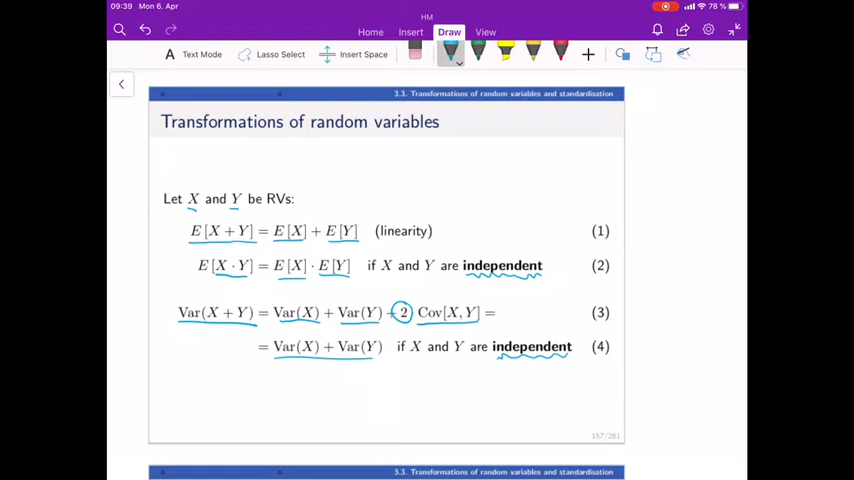 09:39 Mon 6. Apr
78 %
HM
Home Insert Draw View
A Text Mode Lasso Select Insert Space
3.3. Transformations of random variables and standardisation
Transformations of random variables
Let X and Y be RVs:
E [X + Y] = E [X] + E [Y] (linearity) (1)
E [X · Y] = E [X] · E [Y] if X and Y are independent (2)
Var(X + Y) = Var(X) + Var(Y) + 2 Cov[X, Y] = (3)
= Var(X) + Var(Y) if X and Y are independent (4)
157/261
3.3. Transformations of random variables and standardisation